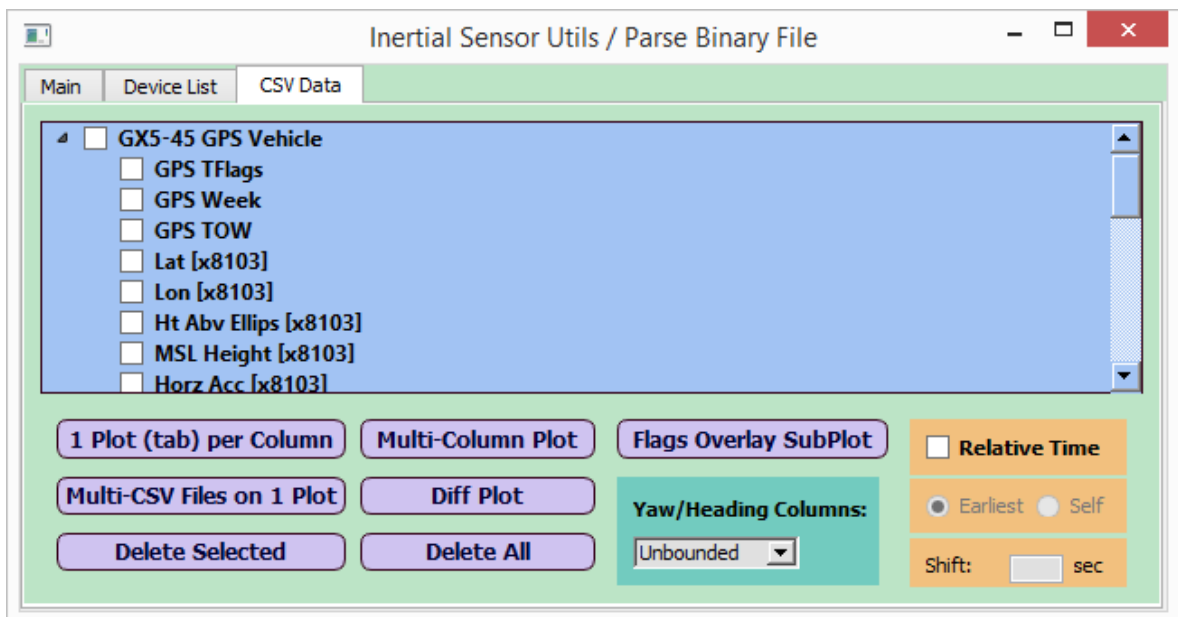 Inertial Sensor Utils / Parse Binary File
Main Device List CSV Data
GX5-45 GPS Vehicle
GPS TFlags
GPS Week
GPS TOW
Lat [x8103]
Lon [x8103]
Ht Abv Ellips [x8103]
MSL Height [x8103]
Horz Acc [x8103]
1 Plot (tab) per Column Multi-Column Plot Flags Overlay SubPlot
Relative Time
Multi-CSV Files on 1 Plot Diff Plot
Yaw/Heading Columns:
Earliest Self
Delete Selected Delete All
Unbounded
Shift: sec